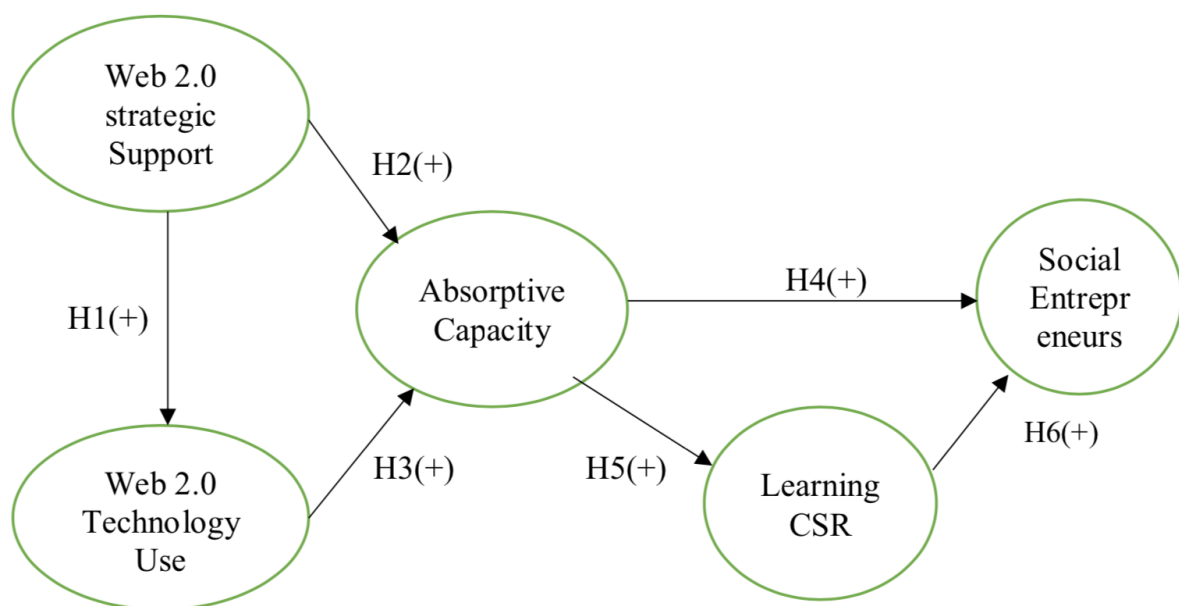 Web 2.0
strategic
Support
H2(+)
H1(+)
Absorptive
Capacity
H4(+)
Social
Entrepr
eneurs
Web 2.0
Technology
Use
H3(+)
H5(+)
Learning
CSR
H6(+)